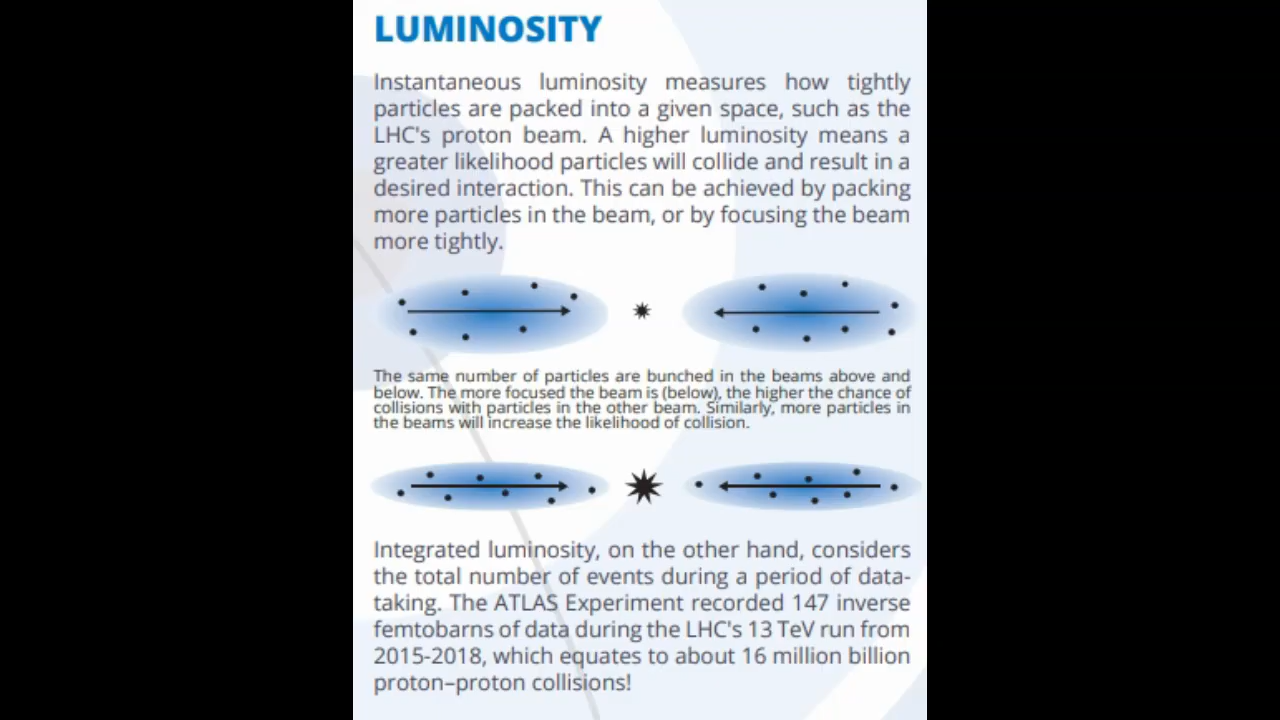 LUMINOSITY
Instantaneous luminosity measures how tightly
particles are packed into a given space, such as the
LHC's proton beam. A higher luminosity means a
greater likelihood particles will collide and result in a
desired interaction. This can be achieved by packing
more particles in the beam, or by focusing the beam
more tightly.
The same number of particles are bunched in the beams above and
below. The more focused the beam is (below), the higher the chance of
collisions with particles in the other beam. Similarly, more particles in
the beams will increase the likelihood of collision.
Integrated luminosity, on the other hand, considers
the total number of events during a period of data-
taking. The ATLAS Experiment recorded 147 inverse
femtobarns of data during the LHC's 13 TeV run from
2015-2018, which equates to about 16 million billion
proton–proton collisions!